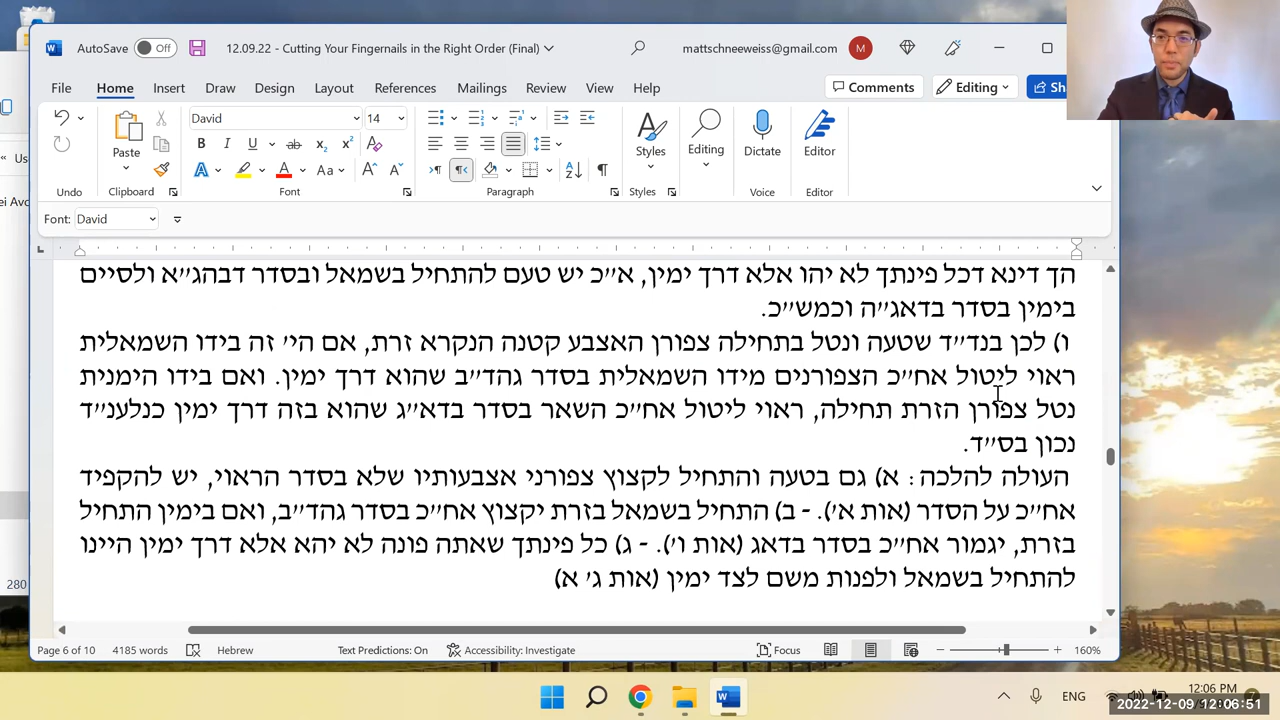 AutoSave Off 12.09.22 - Cutting Your Fingernails in the Right Order (Final) mattschneeweiss@gmail.com M
File Home Insert Draw Design Layout References Mailings Review View Help Comments Editing Sh
David 14
Paste
B I U ab x₂ x² A
A A Aa A A
Styles Editing Dictate Editor
Undo Clipboard Font Paragraph Styles Voice Editor
« Us
Font: David
ei Avo
הך דינא דכל פינתך לא יהו אלא דרך ימין, א״כ יש טעם להתחיל בשמאל ובסדר דבהג״א ולסיים
בימין בסדר בדאג״ה וכמש״כ.
ו) לכן בנד״ד שטעה ונטל בתחילה צפורן האצבע קטנה הנקרא זרת, אם הי׳ זה בידו השמאלית
ראוי ליטול אח״כ הצפורנים מידו השמאלית בסדר גהד״ב שהוא דרך ימין. ואם בידו הימנית
נטל צפורן הזרת תחילה, ראוי ליטול אח״כ השאר בסדר בדא״ג שהוא בזה דרך ימין כנלענ״ד
נכון בס״ד.
העולה להלכה: א) גם בטעה והתחיל לקצוץ צפורני אצבעותיו שלא בסדר הראוי, יש להקפיד
אח״כ על הסדר (אות א׳). - ב) התחיל בשמאל בזרת יקצוץ אח״כ בסדר גהד״ב, ואם בימין התחיל
בזרת, יגמור אח״כ בסדר בדאג (אות ו׳). - ג) כל פינתך שאתה פונה לא יהא אלא דרך ימין היינו
להתחיל בשמאל ולפנות משם לצד ימין (אות ג׳ א)
280
Page 6 of 10 4185 words Hebrew Text Predictions: On Accessibility: Investigate Focus 160%
ENG 12:06 PM
2022-12-09 12:06:51